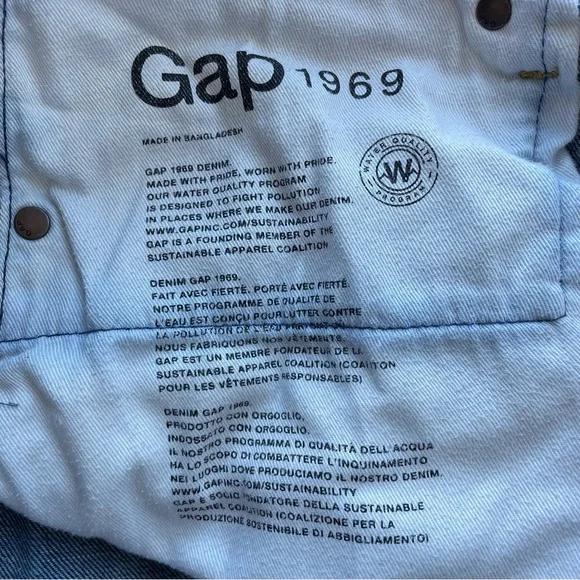 Gap 1969
MADE IN BANGLADESH
WATER QUALITY
W
PROGRAM
GAP 1969 DENIM.
MADE WITH PRIDE, WORN WITH PRIDE.
OUR WATER QUALITY PROGRAM
IS DESIGNED TO FIGHT POLLUTION
IN PLACES WHERE WE MAKE OUR DENIM.
WWW.GAPINC.COM/SUSTAINABILITY
GAP IS A FOUNDING MEMBER OF THE
SUSTAINABLE APPAREL COALITION
DENIM GAP 1969.
FAIT AVEC FIERTÉ. PORTÉ AVEC FIERTÉ.
NOTRE PROGRAMME DE QUALITÉ DE
L'EAU EST CONÇU POUR LUTTER CONTRE
LA POLLUTION DE L'EAU
NOUS FABRIQUONS NOS VÊTEMENTS.
GAP EST UN MEMBRE FONDATEUR DE LA
SUSTAINABLE APPAREL COALITION (COALITION
POUR LES VÊTEMENTS RESPONSABLES)
DENIM GAP 1969.
PRODOTTO CON ORGOGLIO.
INDOSSATO CON ORGOGLIO.
IL NOSTRO PROGRAMMA DI QUALITÀ DELL'ACQUA
HA LO SCOPO DI COMBATTERE L'INQUINAMENTO
NEI LUOGHI DOVE PRODUCIAMO IL NOSTRO DENIM.
WWW.GAPINC.COM/SUSTAINABILITY
GAP È SOCIO FONDATORE DELLA SUSTAINABLE
APPAREL COALITION (COALIZIONE PER LA
PRODUZIONE SOSTENIBILE DI ABBIGLIAMENTO)
GAP
GAP